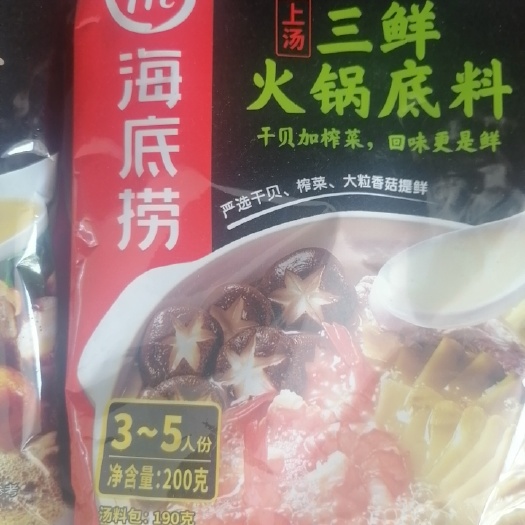 上汤
三鲜
火锅底料
干贝加榨菜，回味更是鲜
严选干贝、榨菜、大粒香菇提鲜
海底捞
3~5人份
净含量:200克
汤料包:190克